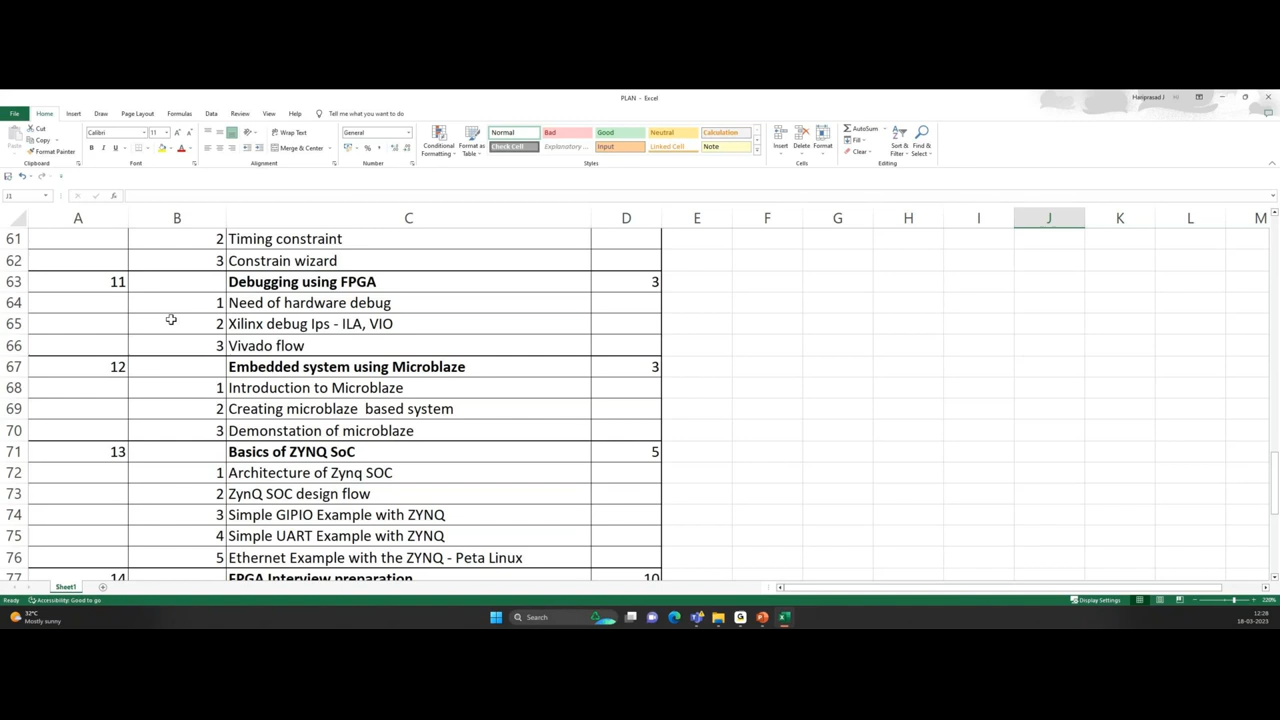 PLAN - Excel
Hariprasad J
File Home Insert Draw Page Layout Formulas Data Review View Help Tell me what you want to do
Cut
Copy
Format Painter
Paste
Clipboard
Calibri 11
B I U
Font
Wrap Text
Merge & Center
Alignment
General
Number
Conditional Formatting
Format as Table
Normal Bad Good Neutral Calculation
Check Cell Explanatory ... Input Linked Cell Note
Styles
Insert Delete Format
Cells
AutoSum
Fill
Clear
Sort & Filter
Find & Select
Editing
J1
A B C D E F G H I J K L M
61 2 Timing constraint
62 3 Constrain wizard
63 11 Debugging using FPGA 3
64 1 Need of hardware debug
65 2 Xilinx debug Ips - ILA, VIO
66 3 Vivado flow
67 12 Embedded system using Microblaze 3
68 1 Introduction to Microblaze
69 2 Creating microblaze  based system
70 3 Demonstation of microblaze
71 13 Basics of ZYNQ SoC 5
72 1 Architecture of Zynq SOC
73 2 ZynQ SOC design flow
74 3 Simple GIPIO Example with ZYNQ
75 4 Simple UART Example with ZYNQ
76 5 Ethernet Example with the ZYNQ - Peta Linux
77 14 FPGA Interview preparation 10
Sheet1
Ready Accessibility: Good to go Display Settings 220%
32°C
Mostly sunny
Search
12:28
18-03-2023